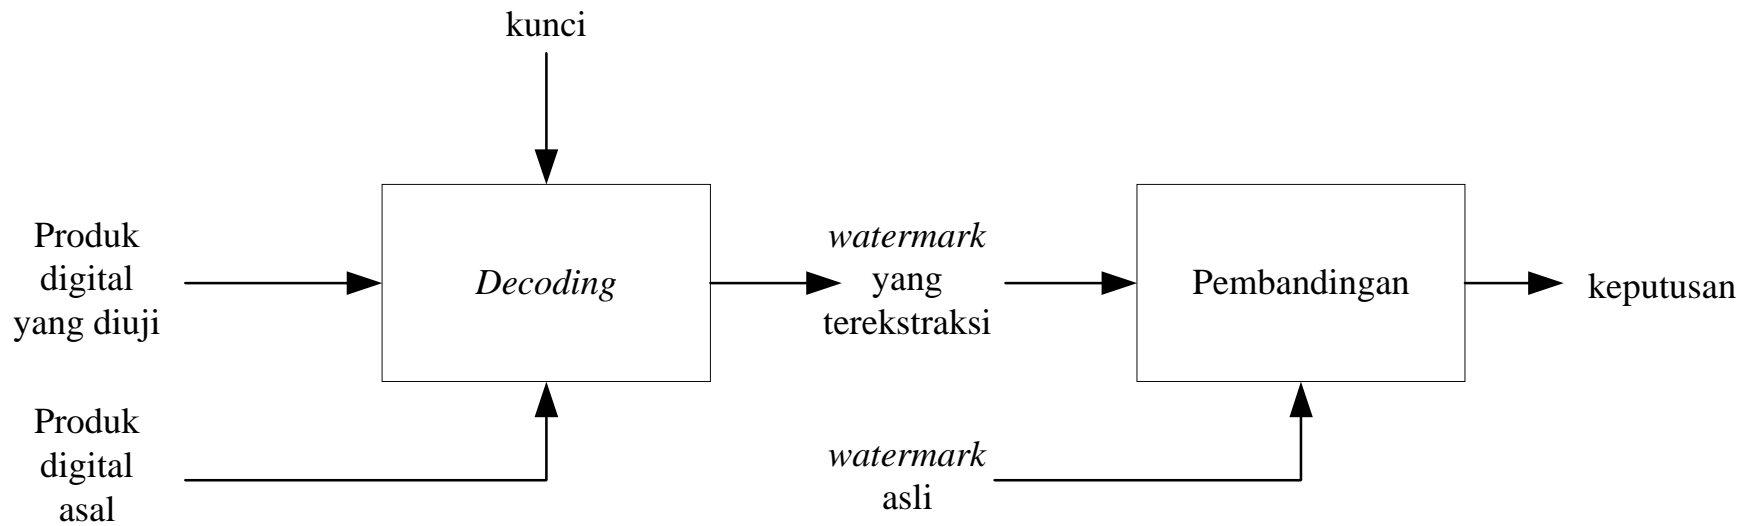 kunci
Produk
digital
yang diuji
Decoding
watermark
yang
terekstraksi
Pembandingan
keputusan
Produk
digital
asal
watermark
asli